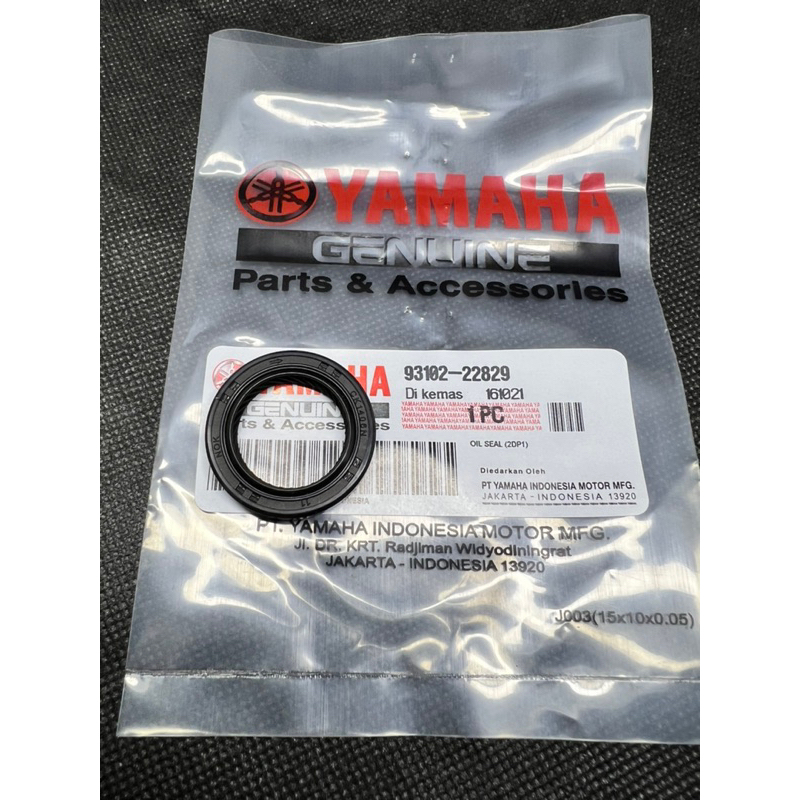 YAMAHA
GENUINE
Parts & Accessories
YAMAHA
GENUINE
Parts & Accessories
93102-22829
Di kemas 161021
1 PC
OIL SEAL (2DP1)
Diedarkan Oleh
PT YAMAHA INDONESIA MOTOR MFG.
JAKARTA - INDONESIA 13920
NOK
PT. YAMAHA INDONESIA MOTOR MFG.
Jl. DR. KRT. Radjiman Widyodiningrat
JAKARTA - INDONESIA 13920
J003(15x10x0.05)